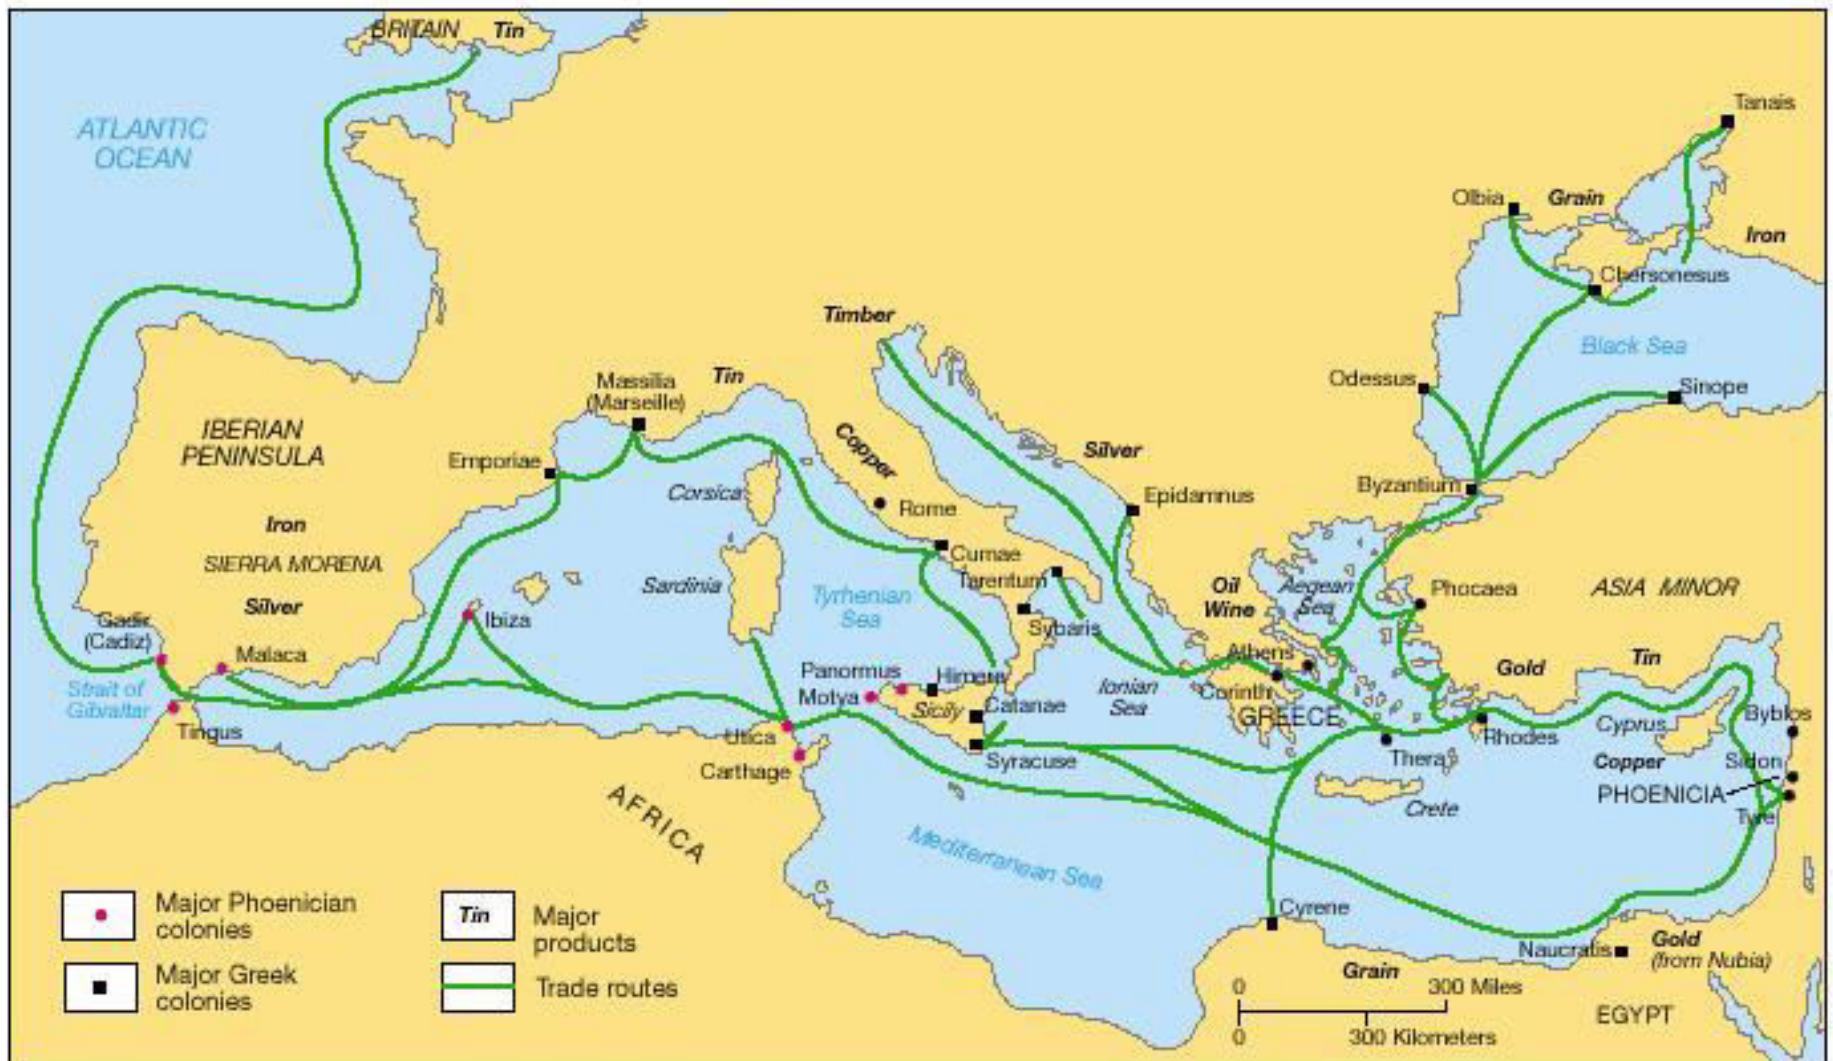 BRITAIN
Tin
ATLANTIC
OCEAN
Tanais
Olbia
Grain
Iron
Chersonesus
Black Sea
Timber
Odessus
Sinope
Massilia
(Marseille)
Tin
IBERIAN
PENINSULA
Emporiae
Copper
Silver
Corsica
Rome
Epidamnus
Byzantium
Iron
SIERRA MORENA
Silver
Cumae
Tarentum
Sardinia
Tyrhenian
Sea
Oil
Wine
Aegean
Sea
Phocaea
ASIA MINOR
Gadir
(Cadiz)
Ibiza
Sybaris
Malaca
Strait of
Gibraltar
Panormus
Himera
Motya
Athens
Corinth
Ionian
Sea
Gold
Tin
Tingus
Sicily
Catanae
GREECE
Cyprus
Byblos
Utica
Syracuse
Thera
Rhodes
Carthage
Copper
Sidon
PHOENICIA
Crete
Tyre
AFRICA
Mediterranean Sea
Cyrene
Naucratis
Gold
(from Nubia)
Grain
EGYPT
Major Phoenician
colonies
Tin
Major
products
Major Greek
colonies
Trade routes
0
300 Miles
0
300 Kilometers